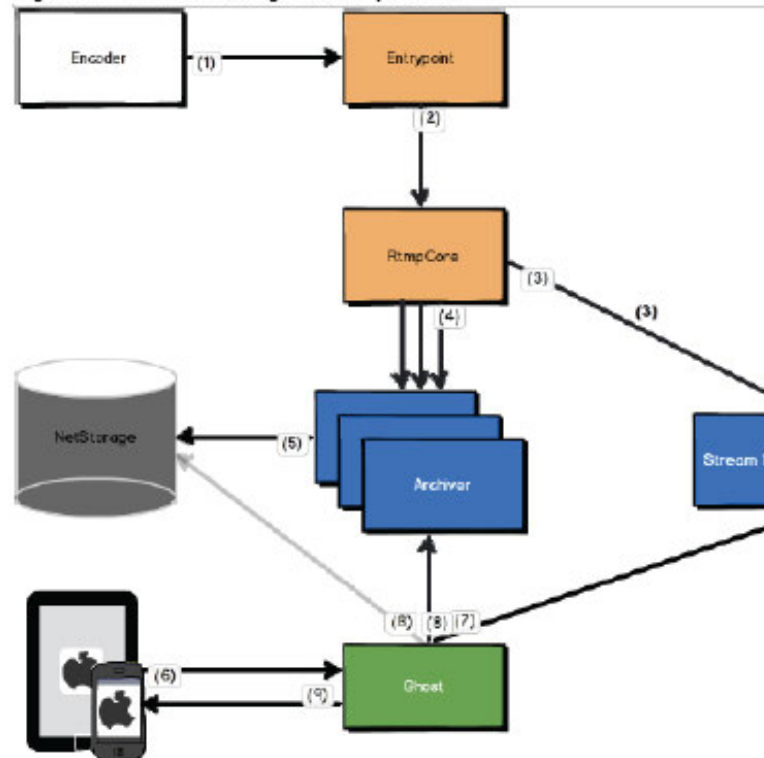 Encoder
(1)
Entrypoint
(2)
RtmpCore
(3)
(3)
(4)
NetStorage
(5)
Archiver
Stream
(8)
(8)
(7)
(6)
(9)
Ghost